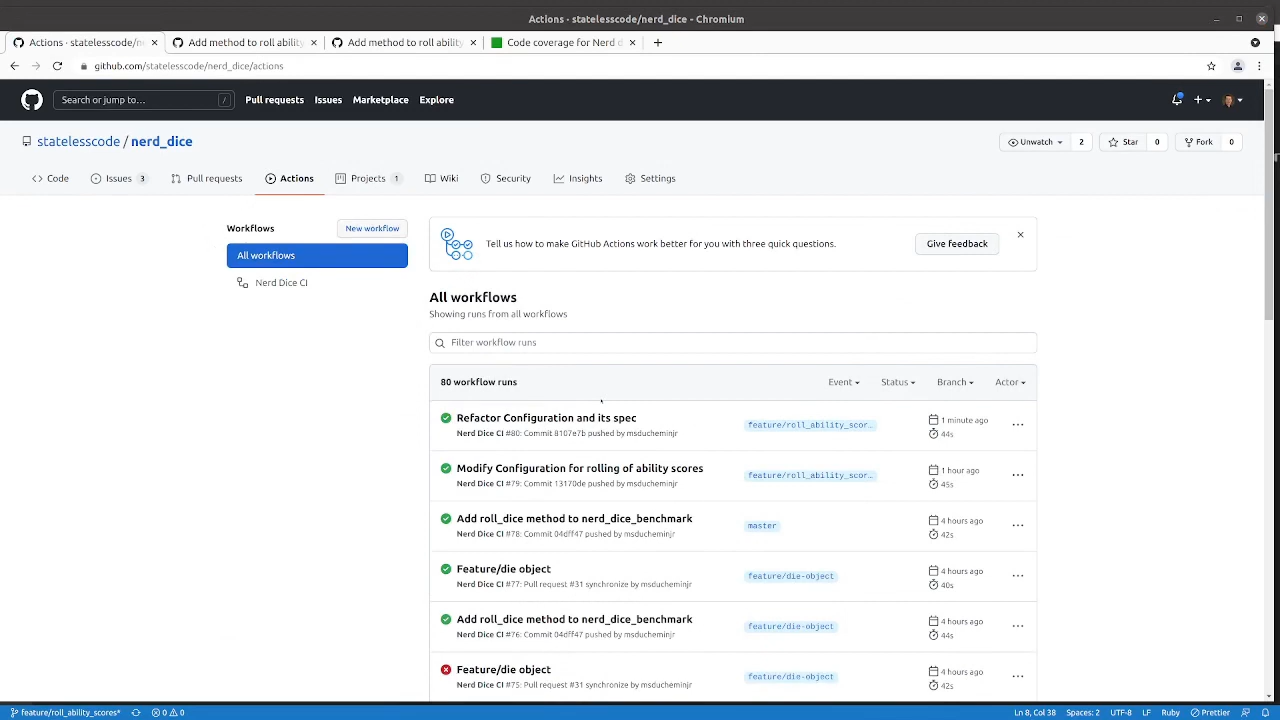 Actions · statelesscode/nerd_dice - Chromium
Actions · statelesscode/ne
Add method to roll ability
Add method to roll ability
Code coverage for Nerd d
github.com/statelesscode/nerd_dice/actions
Search or jump to… /
Pull requests Issues Marketplace Explore
statelesscode / nerd_dice
Unwatch 2 Star 0 Fork 0
Code Issues 3 Pull requests Actions Projects 1 Wiki Security Insights Settings
Workflows New workflow
All workflows
Nerd Dice CI
Tell us how to make GitHub Actions work better for you with three quick questions. Give feedback
All workflows
Showing runs from all workflows
Filter workflow runs
80 workflow runs Event Status Branch Actor
Refactor Configuration and its spec
Nerd Dice CI #80: Commit 8107e7b pushed by msducheminjr
feature/roll_ability_scor…
1 minute ago
44s
Modify Configuration for rolling of ability scores
Nerd Dice CI #79: Commit 13170de pushed by msducheminjr
feature/roll_ability_scor…
1 hour ago
45s
Add roll_dice method to nerd_dice_benchmark
Nerd Dice CI #78: Commit 04dff47 pushed by msducheminjr
master
4 hours ago
42s
Feature/die object
Nerd Dice CI #77: Pull request #31 synchronize by msducheminjr
feature/die-object
4 hours ago
40s
Add roll_dice method to nerd_dice_benchmark
Nerd Dice CI #76: Commit 04dff47 pushed by msducheminjr
feature/die-object
4 hours ago
44s
Feature/die object
Nerd Dice CI #75: Pull request #31 synchronize by msducheminjr
feature/die-object
4 hours ago
42s
feature/roll_ability_scores* 0 0 Ln 8, Col 38 Spaces: 2 UTF-8 LF Ruby Prettier